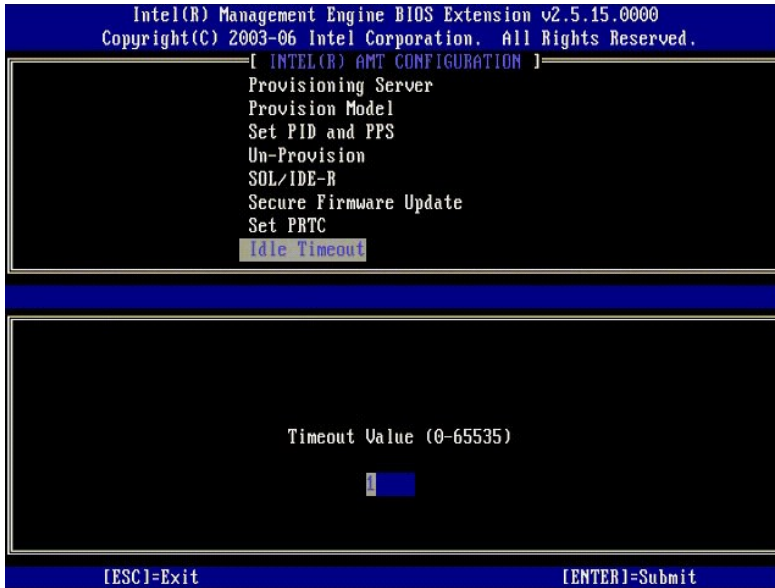 Intel(R) Management Engine BIOS Extension v2.5.15.0000
Copyright(C) 2003-06 Intel Corporation. All Rights Reserved.
[ INTEL(R) AMT CONFIGURATION ]
Provisioning Server
Provision Model
Set PID and PPS
Un-Provision
SOL/IDE-R
Secure Firmware Update
Set PRTC
Idle Timeout
Timeout Value (0-65535)
1
[ESC]=Exit [ENTER]=Submit